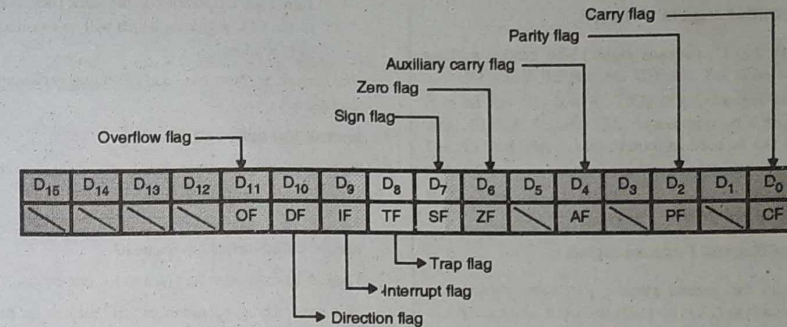 Carry flag
Parity flag
Auxiliary carry flag
Zero flag
Sign flag
Overflow flag
D15 D14 D13 D12 D11 D10 D9 D8 D7 D6 D5 D4 D3 D2 D1 D0
OF DF IF TF SF ZF AF PF CF
Trap flag
Interrupt flag
Direction flag